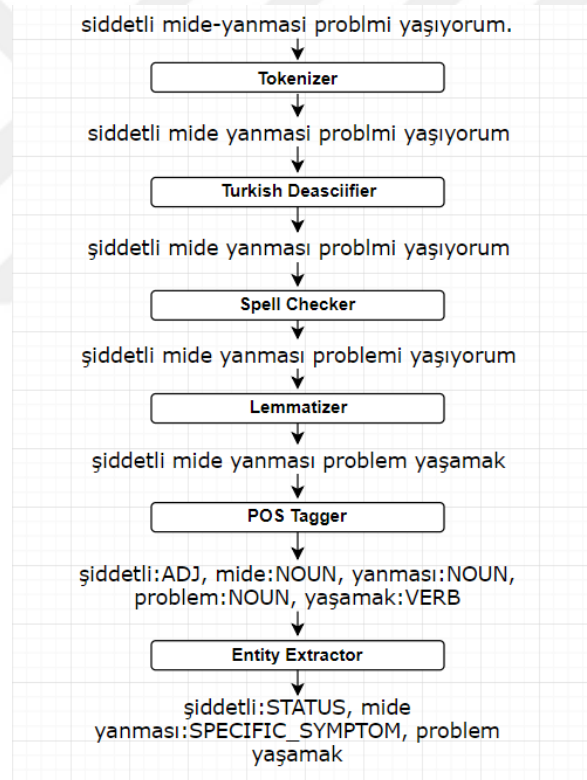 siddetli mide-yanmasi problmi yaşıyorum.
Tokenizer
siddetli mide yanmasi problmi yaşıyorum
Turkish Deasciifier
şiddetli mide yanması problmi yaşıyorum
Spell Checker
şiddetli mide yanması problemi yaşıyorum
Lemmatizer
şiddetli mide yanması problem yaşamak
POS Tagger
şiddetli:ADJ, mide:NOUN, yanması:NOUN,
problem:NOUN, yaşamak:VERB
Entity Extractor
şiddetli:STATUS, mide
yanması:SPECIFIC_SYMPTOM, problem
yaşamak